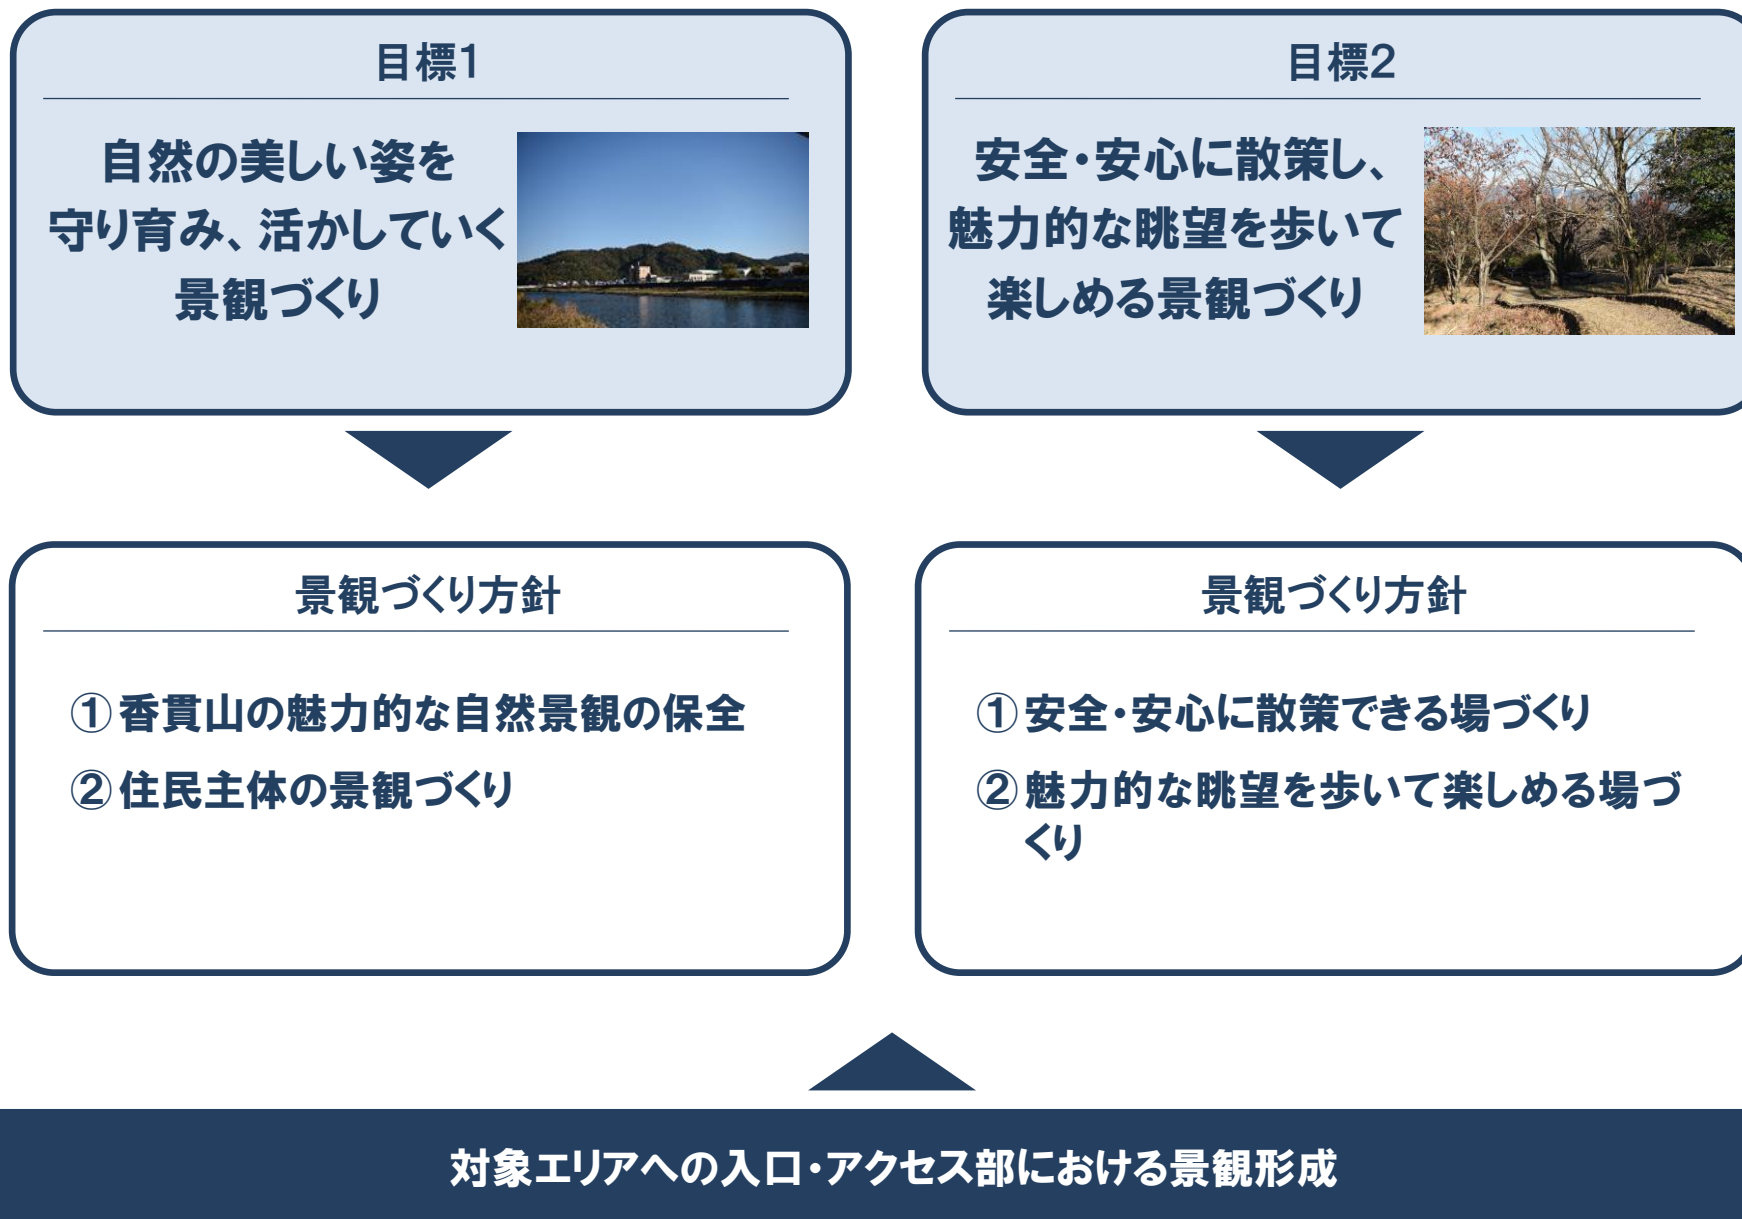 目標1
自然の美しい姿を
守り育み、活かしていく
景観づくり
目標2
安全・安心に散策し、
魅力的な眺望を歩いて
楽しめる景観づくり
景観づくり方針
①香貫山の魅力的な自然景観の保全
②住民主体の景観づくり
景観づくり方針
①安全・安心に散策できる場づくり
②魅力的な眺望を歩いて楽しめる場づ
くり
対象エリアへの入口・アクセス部における景観形成